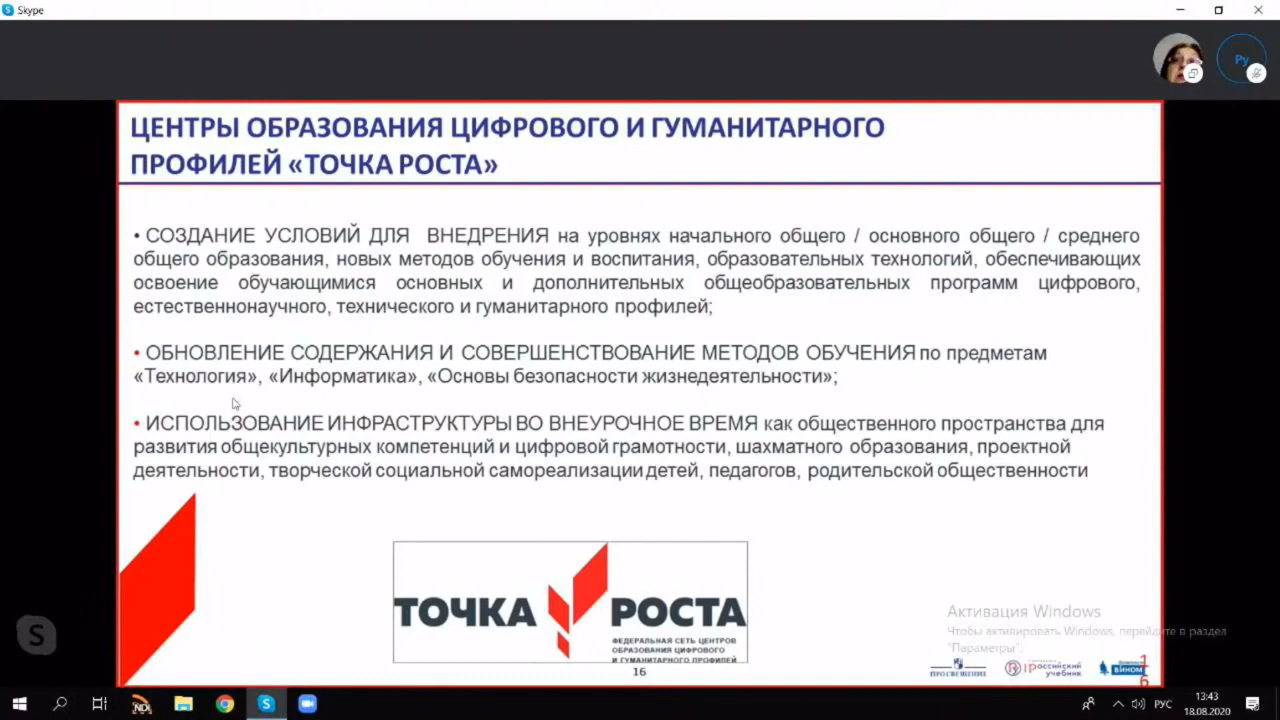 Skype
Py
ЦЕНТРЫ ОБРАЗОВАНИЯ ЦИФРОВОГО И ГУМАНИТАРНОГО
ПРОФИЛЕЙ «ТОЧКА РОСТА»
• СОЗДАНИЕ УСЛОВИЙ ДЛЯ ВНЕДРЕНИЯ на уровнях начального общего / основного общего / среднего
общего образования, новых методов обучения и воспитания, образовательных технологий, обеспечивающих
освоение обучающимися основных и дополнительных общеобразовательных программ цифрового,
естественнонаучного, технического и гуманитарного профилей;
• ОБНОВЛЕНИЕ СОДЕРЖАНИЯ И СОВЕРШЕНСТВОВАНИЕ МЕТОДОВ ОБУЧЕНИЯ по предметам
«Технология», «Информатика», «Основы безопасности жизнедеятельности»;
• ИСПОЛЬЗОВАНИЕ ИНФРАСТРУКТУРЫ ВО ВНЕУРОЧНОЕ ВРЕМЯ как общественного пространства для
развития общекультурных компетенций и цифровой грамотности, шахматного образования, проектной
деятельности, творческой социальной самореализации детей, педагогов, родительской общественности
ТОЧКА РОСТА
ФЕДЕРАЛЬНАЯ СЕТЬ ЦЕНТРОВ
ОБРАЗОВАНИЯ ЦИФРОВОГО
И ГУМАНИТАРНОГО ПРОФИЛЕЙ
Активация Windows
Чтобы активировать Windows, перейдите в раздел
"Параметры".
16
ПРОСВЕЩЕНИЕ
российский
учебник
БИНОМ
16
S
NDI
РУС
13:43
18.08.2020